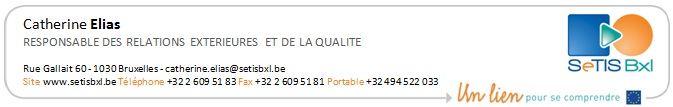 Catherine Elias
RESPONSABLE DES RELATIONS EXTERIEURES ET DE LA QUALITE
Rue Gallait 60 - 1030 Bruxelles - catherine.elias@setisbxl.be
Site www.setisbxl.be Téléphone +32 2 609 51 83 Fax +32 2 609 51 81 Portable +32 494 522 033
SeTIS Bxl
Un lien pour se comprendre